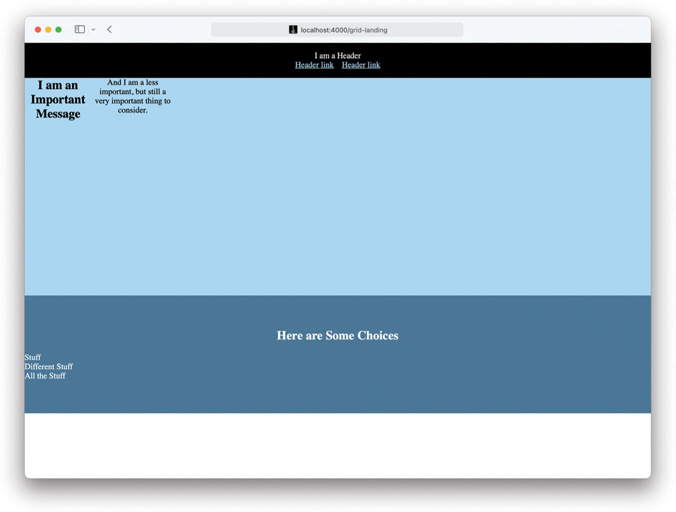 localhost:4000/grid-landing
I am a Header
Header link Header link
I am an
Important
Message
And I am a less
important, but still a
very important thing to
consider.
Here are Some Choices
Stuff
Different Stuff
All the Stuff